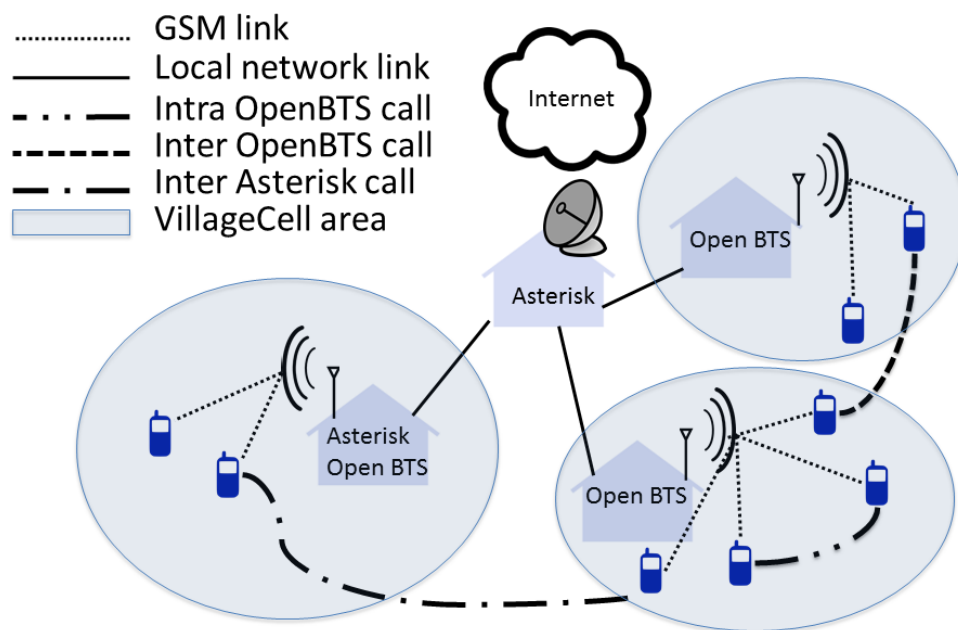 GSM link
Local network link
Intra OpenBTS call
Inter OpenBTS call
Inter Asterisk call
VillageCell area
Internet
Open BTS
Asterisk
Asterisk
Open BTS
Open BTS